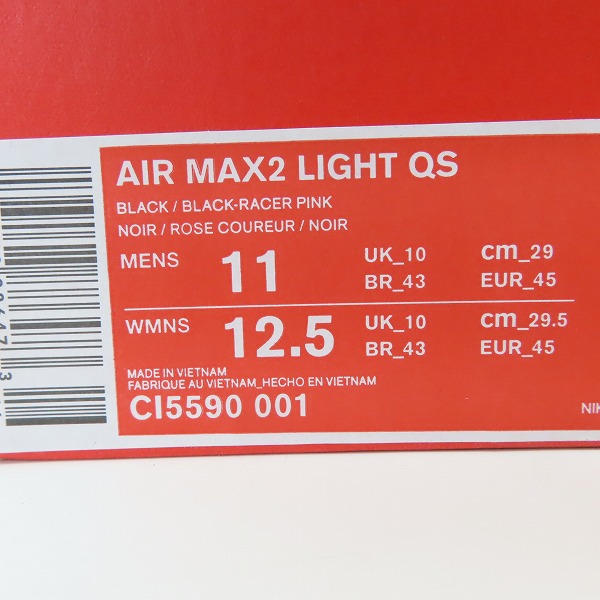 AIR MAX2 LIGHT QS
BLACK / BLACK-RACER PINK
NOIR / ROSE COUREUR / NOIR
MENS 11 UK_10 cm_29
BR_43 EUR_45
WMNS 12.5 UK_10 cm_29.5
BR_43 EUR_45
MADE IN VIETNAM
FABRIQUE AU VIETNAM_HECHO EN VIETNAM
CI5590 001